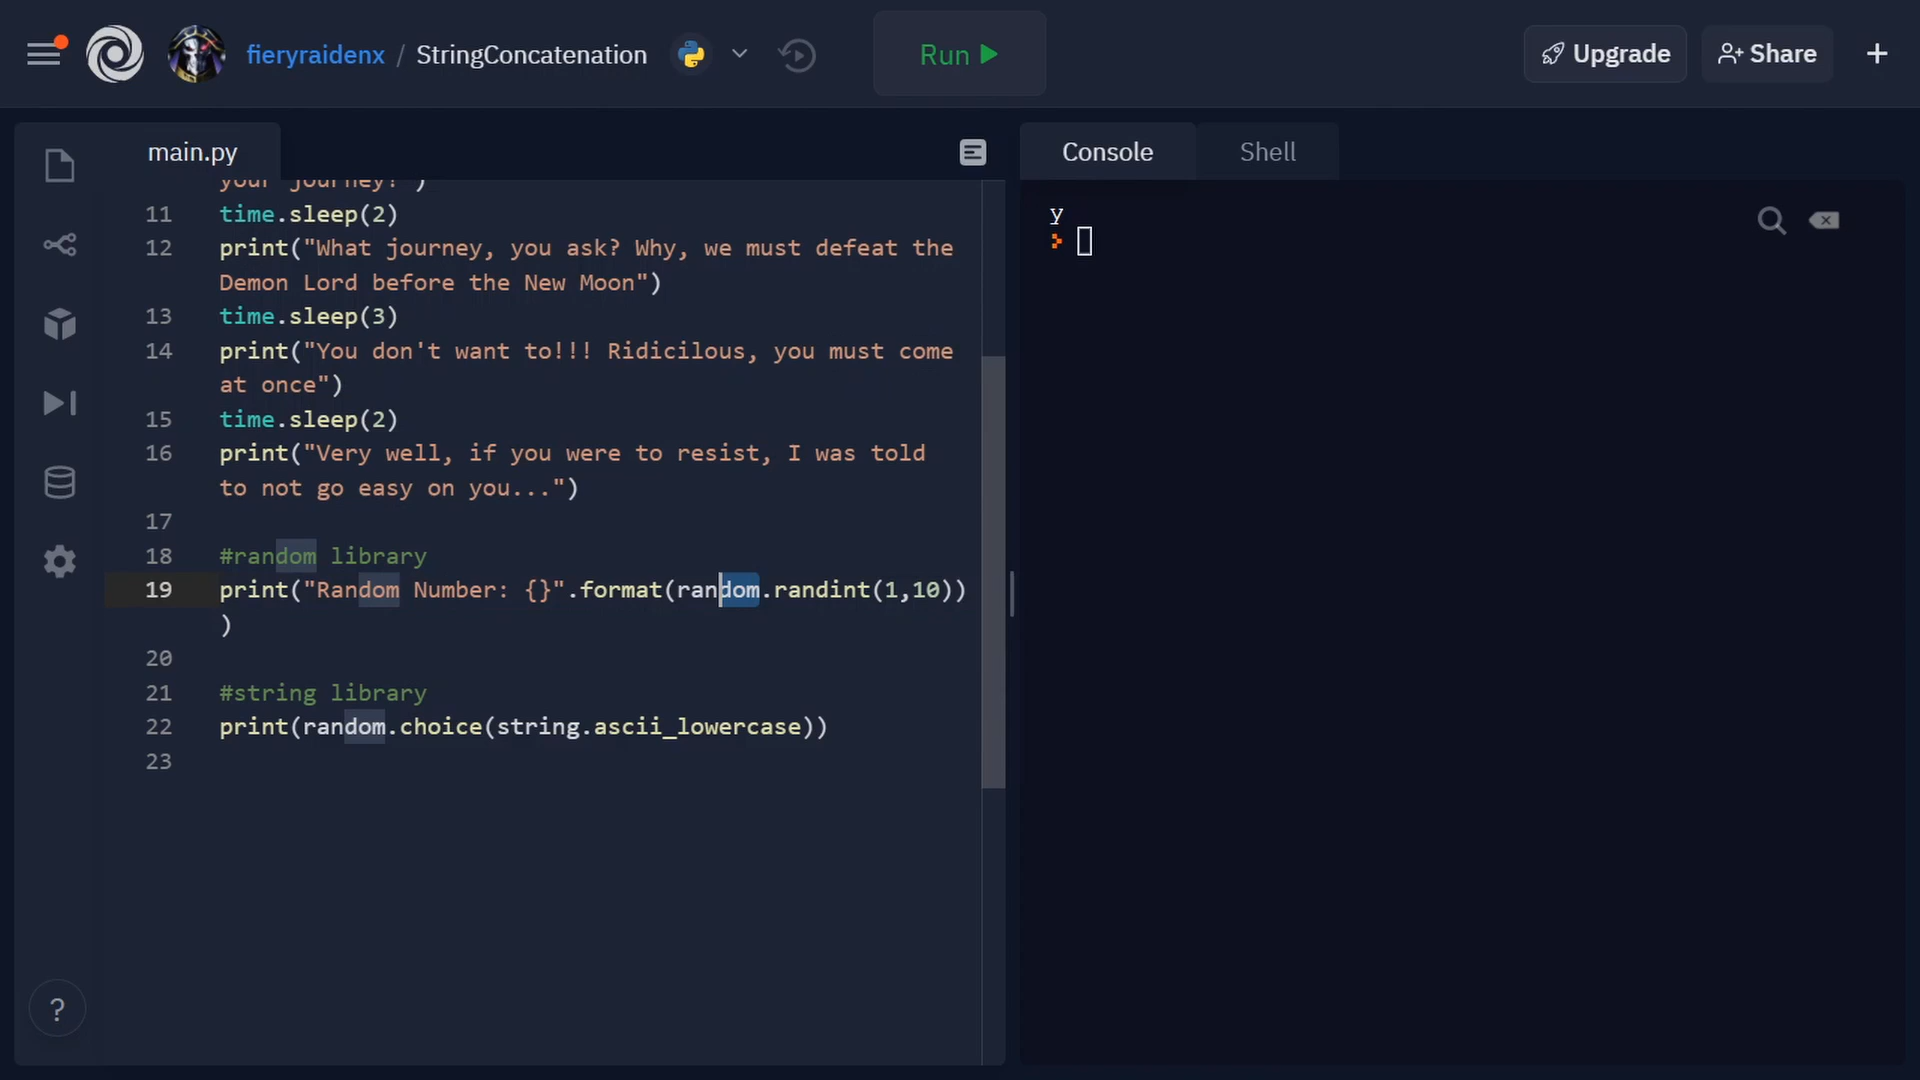 fieryraidenx / StringConcatenation
Run
Upgrade
Share
main.py
Console
Shell
your journey?")
11 time.sleep(2)
12 print("What journey, you ask? Why, we must defeat the
Demon Lord before the New Moon")
13 time.sleep(3)
14 print("You don't want to!!! Ridicilous, you must come
at once")
15 time.sleep(2)
16 print("Very well, if you were to resist, I was told
to not go easy on you...")
17
18 #random library
19 print("Random Number: {}".format(random.randint(1,10))
)
20
21 #string library
22 print(random.choice(string.ascii_lowercase))
23
y
?